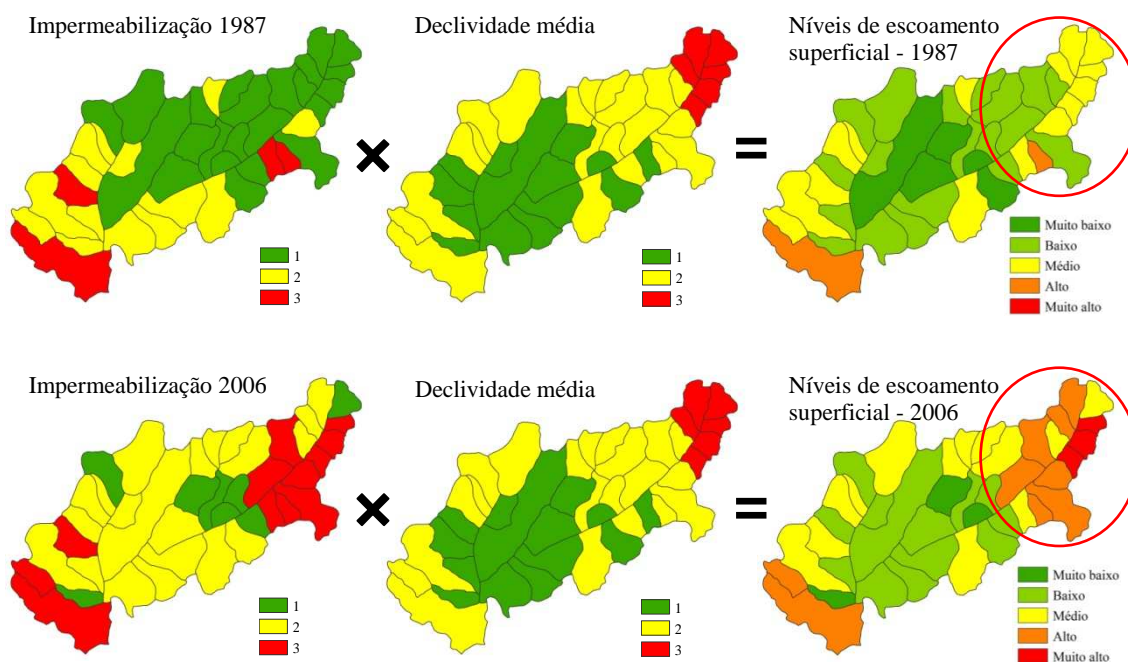 Impermeabilização 1987
Declividade média
Níveis de escoamento
superficial - 1987
1
2
3
1
2
3
Muito baixo
Baixo
Médio
Alto
Muito alto
Impermeabilização 2006
Declividade média
Níveis de escoamento
superficial - 2006
1
2
3
1
2
3
Muito baixo
Baixo
Médio
Alto
Muito alto